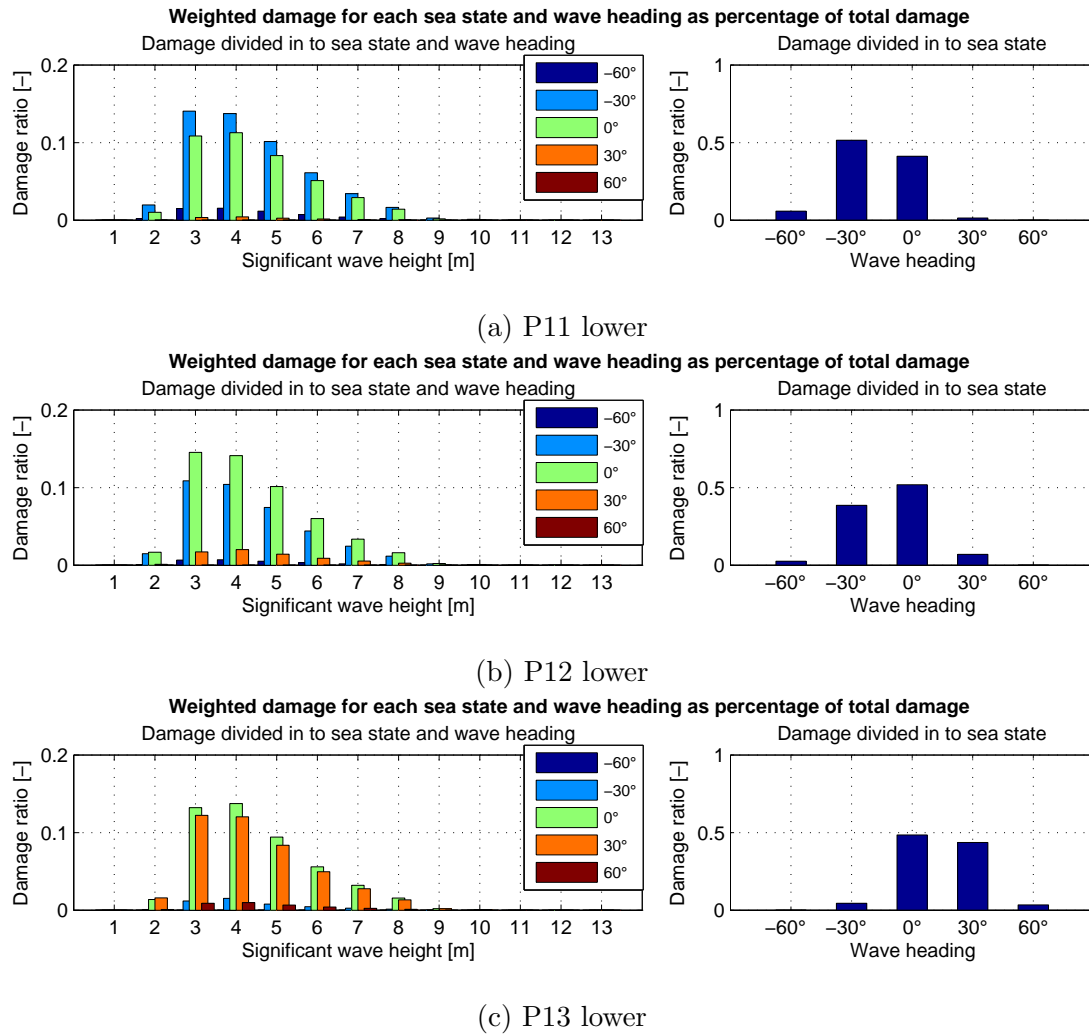 Weighted damage for each sea state and wave heading as percentage of total damage
Damage divided in to sea state and wave heading
Damage divided in to sea state
Damage ratio [−]
0.2
0.1
0
1 2 3 4 5 6 7 8 9 10 11 12 13
Significant wave height [m]
−60°
−30°
0°
30°
60°
Damage ratio [−]
1
0.5
0
−60° −30° 0° 30° 60°
Wave heading
(a) P11 lower
Weighted damage for each sea state and wave heading as percentage of total damage
Damage divided in to sea state and wave heading
Damage divided in to sea state
Damage ratio [−]
0.2
0.1
0
1 2 3 4 5 6 7 8 9 10 11 12 13
Significant wave height [m]
−60°
−30°
0°
30°
60°
Damage ratio [−]
1
0.5
0
−60° −30° 0° 30° 60°
Wave heading
(b) P12 lower
Weighted damage for each sea state and wave heading as percentage of total damage
Damage divided in to sea state and wave heading
Damage divided in to sea state
Damage ratio [−]
0.2
0.1
0
1 2 3 4 5 6 7 8 9 10 11 12 13
Significant wave height [m]
−60°
−30°
0°
30°
60°
Damage ratio [−]
1
0.5
0
−60° −30° 0° 30° 60°
Wave heading
(c) P13 lower